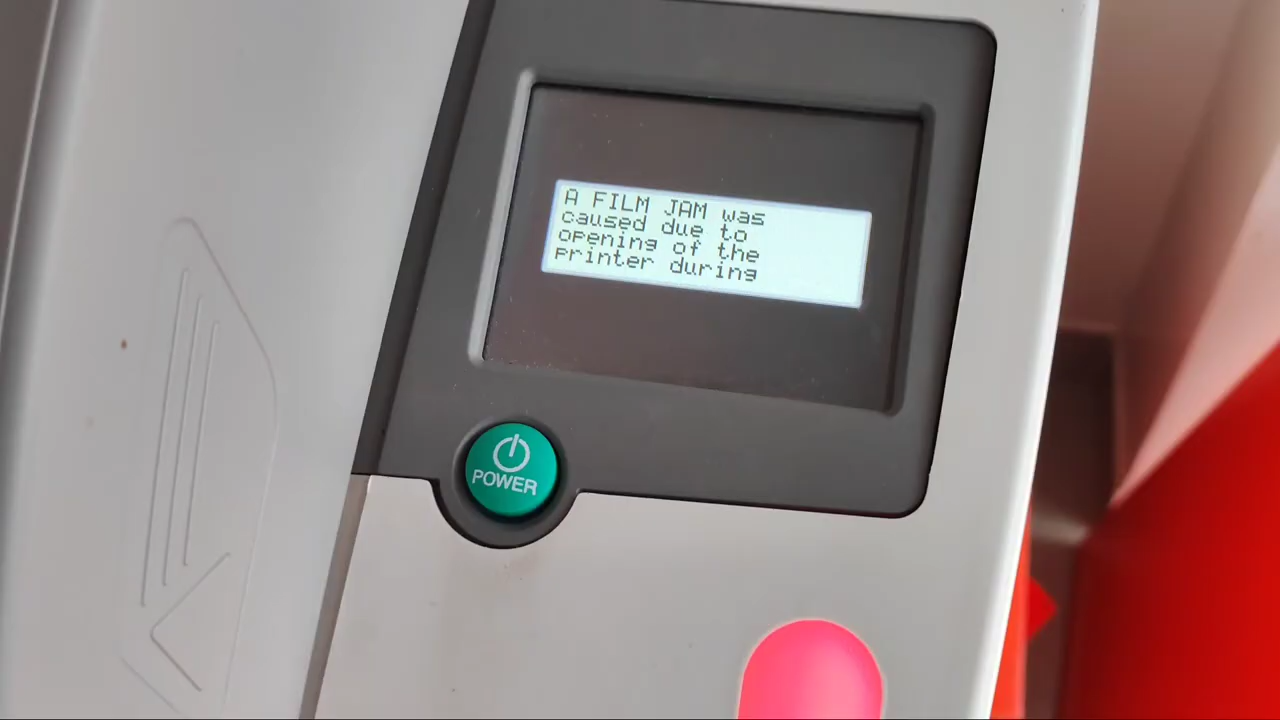 A FILM JAM was
caused due to
opening of the
printer during
POWER